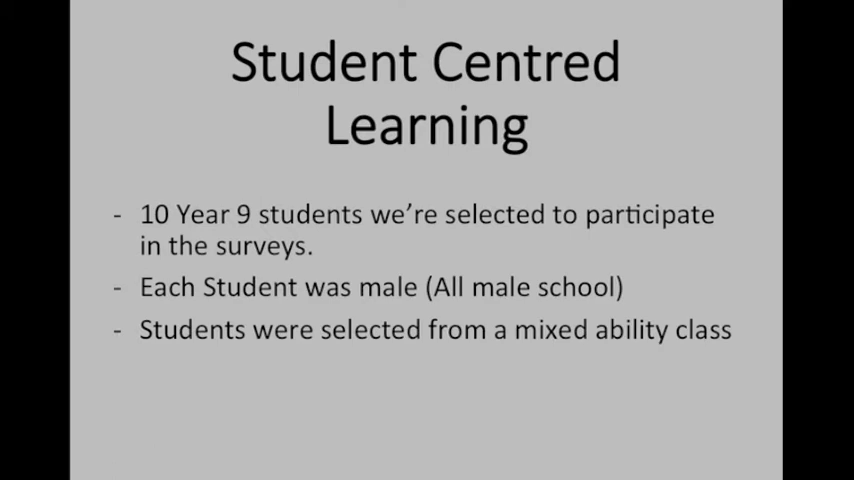 Student Centred
Learning
- 10 Year 9 students we’re selected to participate
in the surveys.
- Each Student was male (All male school)
- Students were selected from a mixed ability class